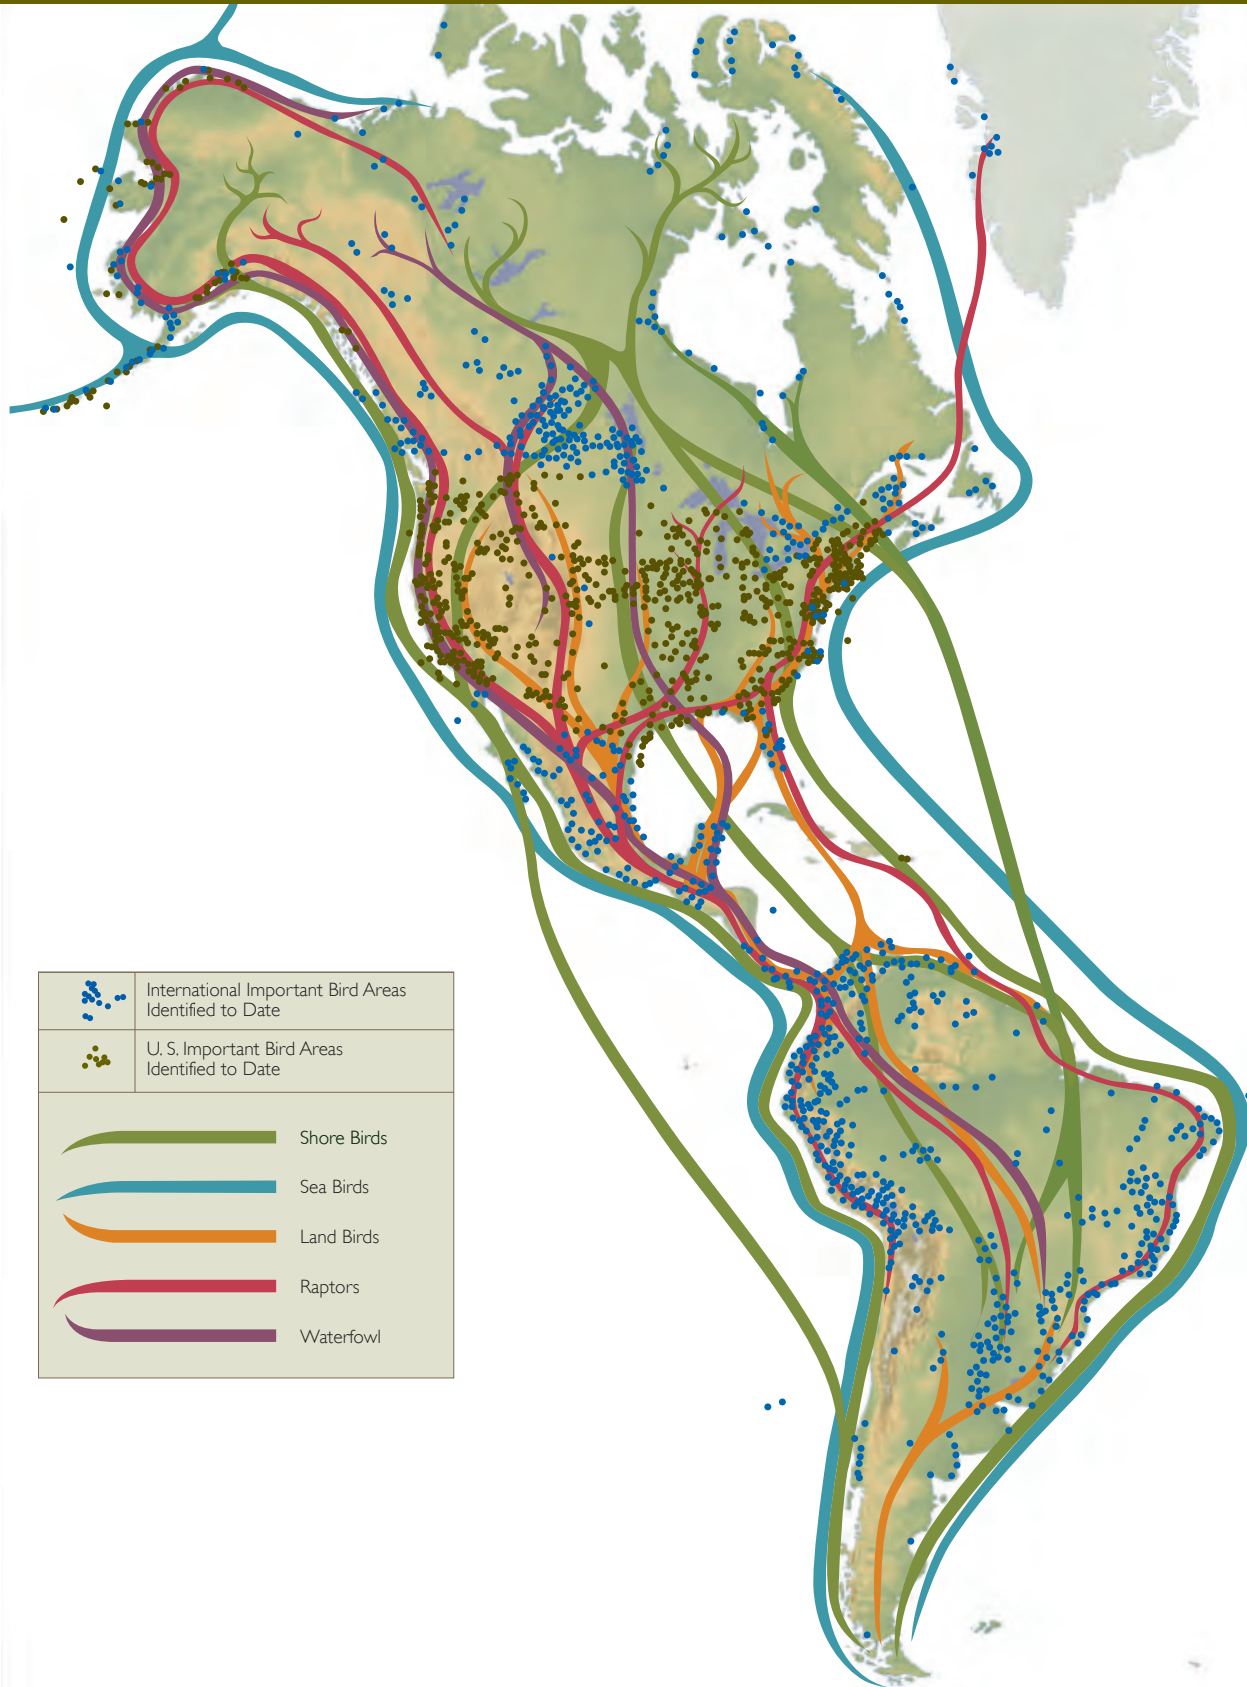 International Important Bird Areas
Identified to Date
U. S. Important Bird Areas
Identified to Date
Shore Birds
Sea Birds
Land Birds
Raptors
Waterfowl